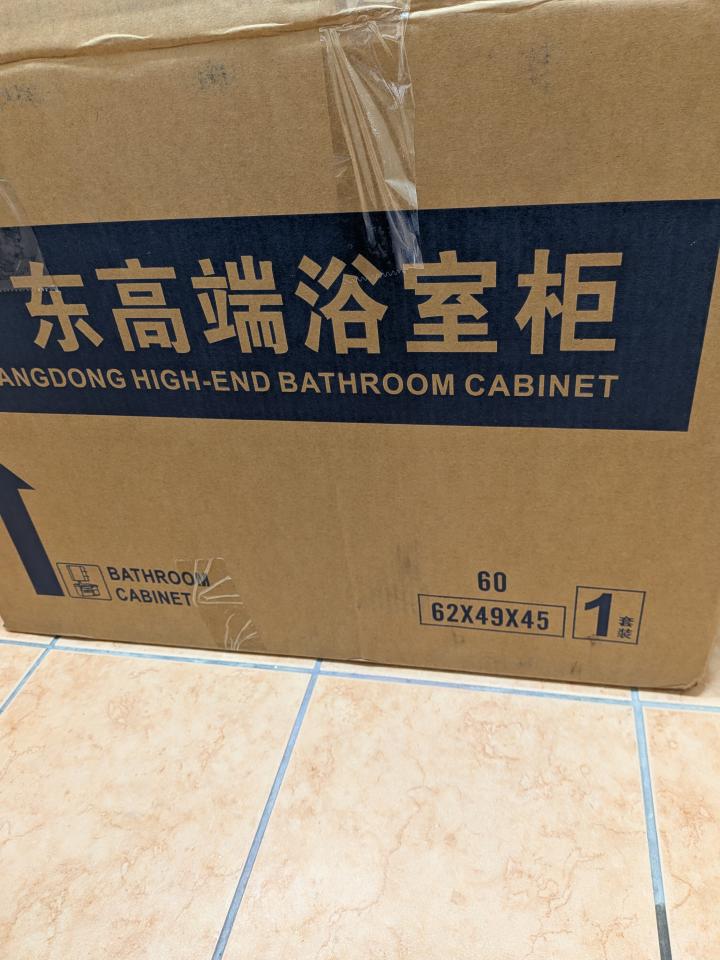 东高端浴室柜
ANGDONG HIGH-END BATHROOM CABINET
BATHROOM
CABINET
60
62X49X45
1 套装